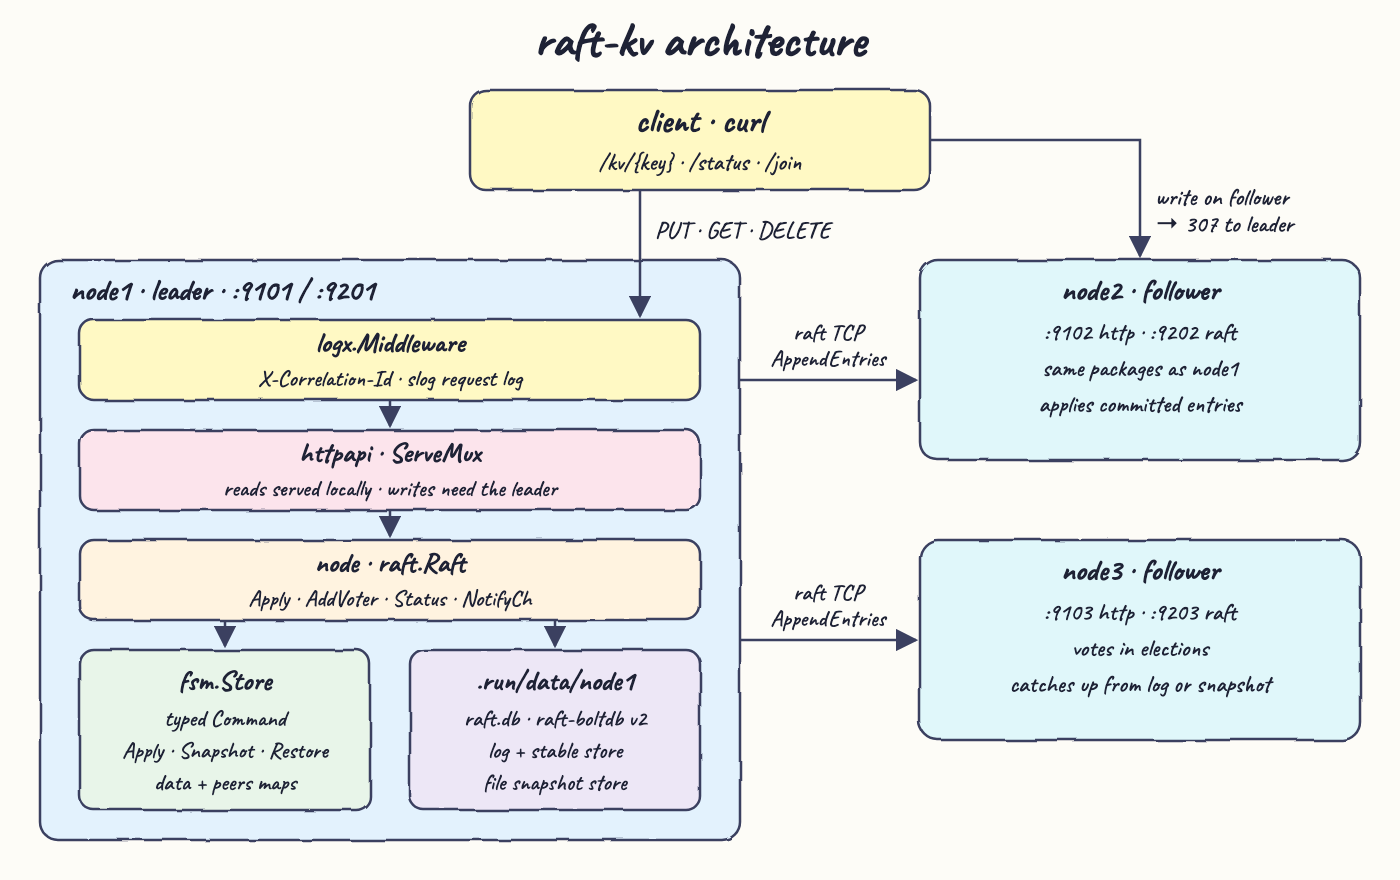 raft-kv architecture
client · curl
/kv/{key} · /status · /join
write on follower
→ 307 to leader
PUT · GET · DELETE
node1 · leader · :9101 / :9201
logx.Middleware
X-Correlation-Id · slog request log
httpapi · ServeMux
reads served locally · writes need the leader
node · raft.Raft
Apply · AddVoter · Status · NotifyCh
fsm.Store
typed Command
Apply · Snapshot · Restore
data + peers maps
.run/data/node1
raft.db · raft-boltdb v2
log + stable store
file snapshot store
raft TCP
AppendEntries
node2 · follower
:9102 http · :9202 raft
same packages as node1
applies committed entries
raft TCP
AppendEntries
node3 · follower
:9103 http · :9203 raft
votes in elections
catches up from log or snapshot